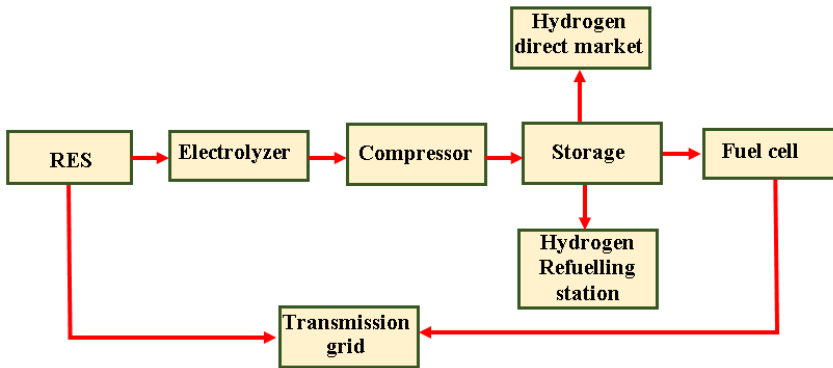 Hydrogen
direct market
RES
Electrolyzer
Compressor
Storage
Fuel cell
Hydrogen
Refuelling
station
Transmission
grid